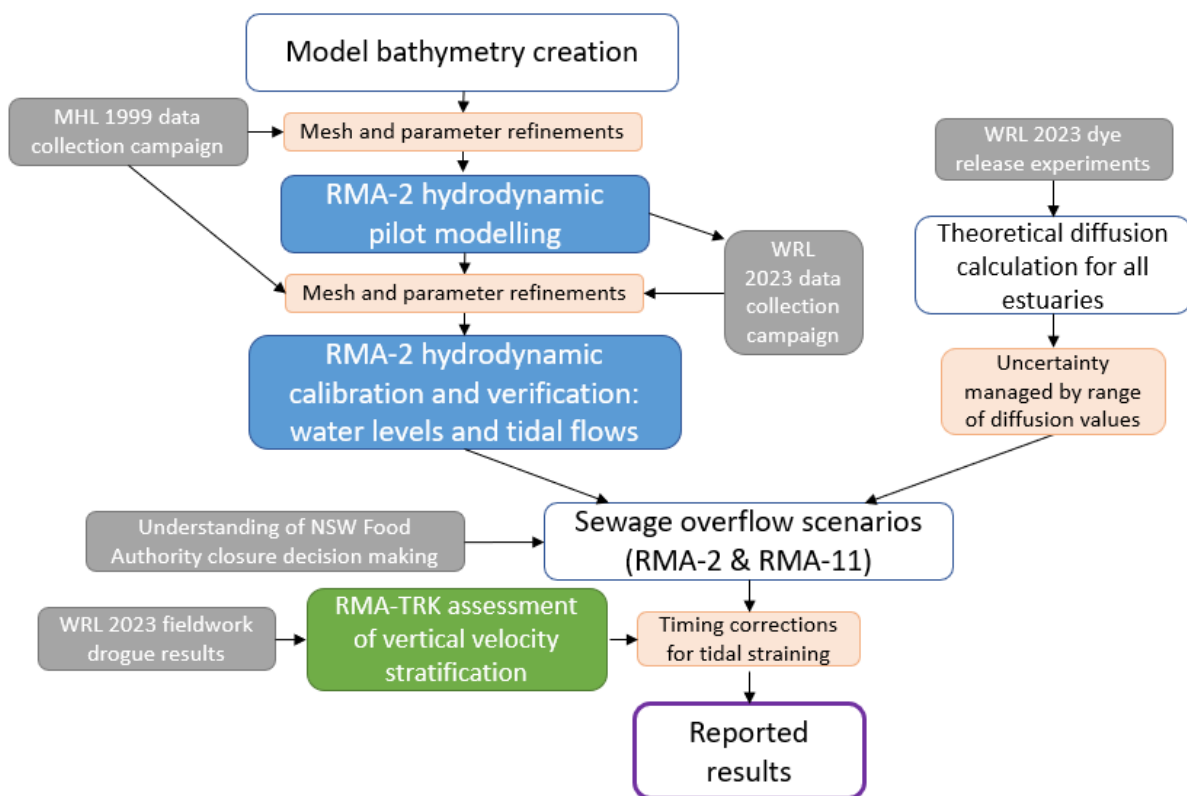 Model bathymetry creation
MHL 1999 data
collection campaign
Mesh and parameter refinements
WRL 2023 dye
release experiments
RMA-2 hydrodynamic
pilot modelling
Theoretical diffusion
calculation for all
estuaries
WRL
2023 data
collection
campaign
Mesh and parameter refinements
RMA-2 hydrodynamic
calibration and verification:
water levels and tidal flows
Uncertainty
managed by range
of diffusion values
Understanding of NSW Food
Authority closure decision making
Sewage overflow scenarios
(RMA-2 & RMA-11)
WRL 2023 fieldwork
drogue results
RMA-TRK assessment
of vertical velocity
stratification
Timing corrections
for tidal straining
Reported
results